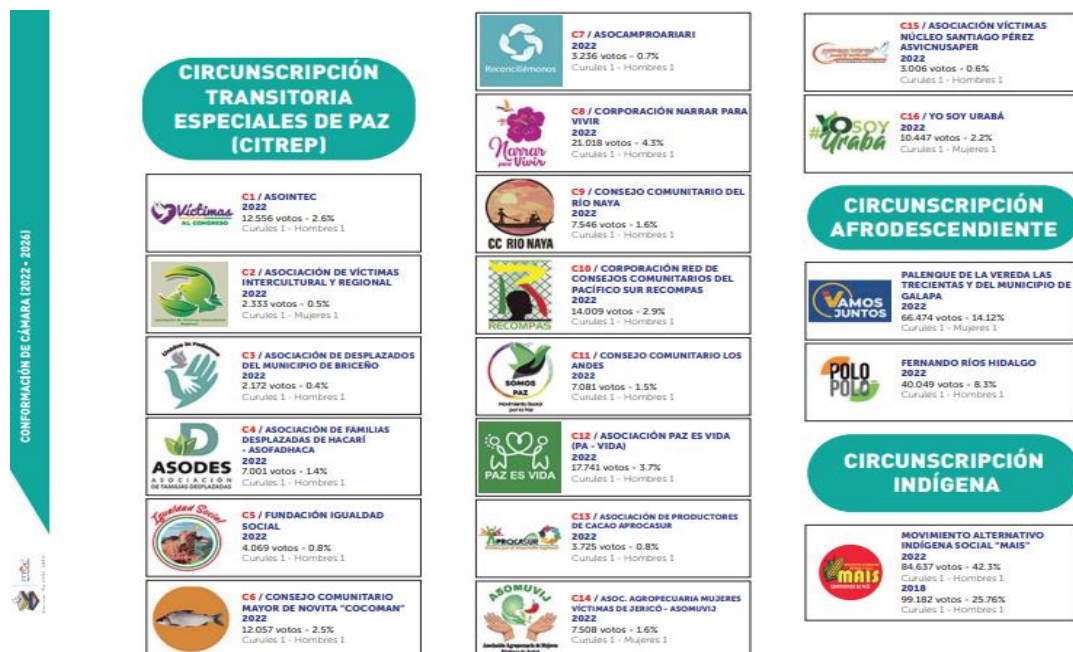 CONFORMACIÓN DE CÁMARA (2022 - 2026)
CIRCUNSCRIPCIÓN
TRANSITORIA
ESPECIALES DE PAZ
(CITREP)
Víctimas
AL CONGRESO
C1 / ASOINTEC
2022
12.556 votos - 2.6%
Curules 1 - Hombres 1
C2 / ASOCIACIÓN DE VÍCTIMAS
INTERCULTURAL Y REGIONAL
2022
2.333 votos - 0.5%
Curules 1 - Mujeres 1
C3 / ASOCIACIÓN DE DESPLAZADOS
DEL MUNICIPIO DE BRICEÑO
2022
2.172 votos - 0.4%
Curules 1 - Hombres 1
ASODES
ASOCIACIÓN
DE FAMILIAS DESPLAZADAS
C4 / ASOCIACIÓN DE FAMILIAS
DESPLAZADAS DE HACARÍ
- ASOFADHACA
2022
7.001 votos - 1.4%
Curules 1 - Hombres 1
Igualdad Social
C5 / FUNDACIÓN IGUALDAD
SOCIAL
2022
4.069 votos - 0.8%
Curules 1 - Hombres 1
C6 / CONSEJO COMUNITARIO
MAYOR DE NOVITA "COCOMAN"
2022
12.057 votos - 2.5%
Curules 1 - Hombres 1
Reconciliémonos
C7 / ASOCAMPROARIARI
2022
3.236 votos - 0.7%
Curules 1 - Hombres 1
Narrar
para Vivir
C8 / CORPORACIÓN NARRAR PARA
VIVIR
2022
21.018 votos - 4.3%
Curules 1 - Hombres 1
CC RIO NAYA
C9 / CONSEJO COMUNITARIO DEL
RÍO NAYA
2022
7.546 votos - 1.6%
Curules 1 - Hombres 1
RECOMPAS
C10 / CORPORACIÓN RED DE
CONSEJOS COMUNITARIOS DEL
PACÍFICO SUR RECOMPAS
2022
14.009 votos - 2.9%
Curules 1 - Hombres 1
SOMOS
PAZ
Movimiento Social
por la Paz
C11 / CONSEJO COMUNITARIO LOS
ANDES
2022
7.081 votos - 1.5%
Curules 1 - Hombres 1
PAZ ES VIDA
C12 / ASOCIACIÓN PAZ ES VIDA
(PA - VIDA)
2022
17.741 votos - 3.7%
Curules 1 - Hombres 1
APROCASUR
C13 / ASOCIACIÓN DE PRODUCTORES
DE CACAO APROCASUR
2022
3.725 votos - 0.8%
Curules 1 - Hombres 1
ASOMUVIJ
Asociación Agropecuaria de Mujeres
C14 / ASOC. AGROPECUARIA MUJERES
VÍCTIMAS DE JERICÓ - ASOMUVIJ
2022
7.508 votos - 1.6%
Curules 1 - Mujeres 1
C15 / ASOCIACIÓN VÍCTIMAS
NÚCLEO SANTIAGO PÉREZ
ASVICNUSAPER
2022
3.006 votos - 0.6%
Curules 1 - Hombres 1
#YO SOY
Urabá
C16 / YO SOY URABÁ
2022
10.447 votos - 2.2%
Curules 1 - Mujeres 1
CIRCUNSCRIPCIÓN
AFRODESCENDIENTE
VAMOS
JUNTOS
PALENQUE DE LA VEREDA LAS
TRECIENTAS Y DEL MUNICIPIO DE
GALAPA
2022
66.474 votos - 14.12%
Curules 1 - Mujeres 1
POLO
POLO
FERNANDO RÍOS HIDALGO
2022
40.049 votos - 8.3%
Curules 1 - Hombres 1
CIRCUNSCRIPCIÓN
INDÍGENA
mais
MOVIMIENTO ALTERNATIVO
INDÍGENA SOCIAL "MAIS"
2022
84.637 votos - 42.3%
Curules 1 - Hombres 1
2018
99.182 votos - 25.76%
Curules 1 - Hombres 1